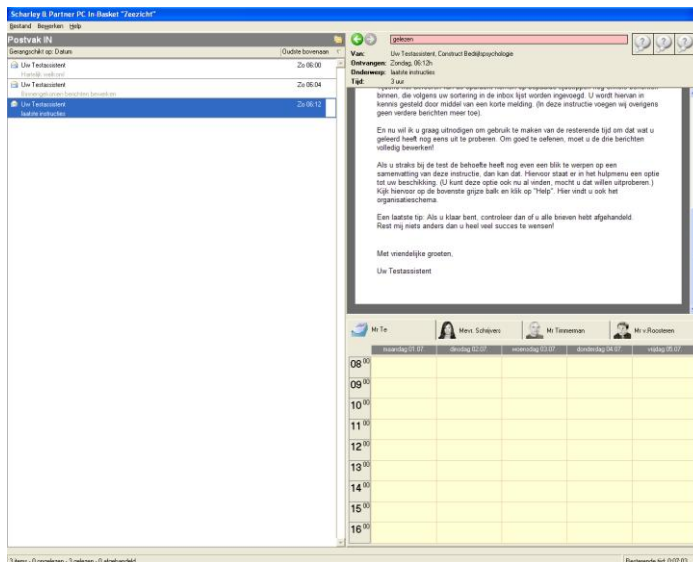 Scharley & Partner PC In-Basket "Zeezicht"
Bestand Bewerken Help
Postvak IN
Gerangschikt op: Datum
Oudste bovenaan
Uw Testassistent
Zo 06:00
Hartelijk welkom!
Uw Testassistent
Zo 06:04
Binnengekomen berichten bewerken
Uw Testassistent
Zo 06:12
laatste instructies
gelezen
Van: Uw Testassistent, Construct Bedrijfspsychologie
Ontvangen: Zondag, 06:12h
Onderwerp: laatste instructies
Tijd: 3 uur
binnen, die volgens uw sortering in de inbox lijst worden ingevoegd. U wordt hiervan in
kennis gesteld door middel van een korte melding. (In deze instructie voegen wij overigens
geen verdere berichten meer toe).
En nu wil ik u graag uitnodigen om gebruik te maken van de resterende tijd om dat wat u
geleerd heeft nog eens uit te proberen. Om goed te oefenen, moet u de drie berichten
volledig bewerken!
Als u straks bij de test de behoefte heeft nog even een blik te werpen op een
samenvatting van deze instructie, dan kan dat. Hiervoor staat er in het hulpmenu een optie
tot uw beschikking. (U kunt deze optie ook nu al vinden, mocht u dat willen uitproberen.)
Kijk hiervoor op de bovenste grijze balk en klik op "Help". Hier vindt u ook het
organisatieschema.
Een laatste tip: Als u klaar bent, controleer dan of u alle brieven hebt afgehandeld.
Rest mij niets anders dan u heel veel succes te wensen!
Met vriendelijke groeten,
Uw Testassistent
Mr Te
Mevr. Schrijvers
Mr Timmerman
Mr v.Roosteren
maandag 01.07.
dinsdag 02.07.
woensdag 03.07.
donderdag 04.07.
vrijdag 05.07.
08 00
09 00
10 00
11 00
12 00
13 00
14 00
15 00
16 00
3 items - 0 ongelezen - 3 gelezen - 0 afgehandeld
Resterende tijd: 0:07:03